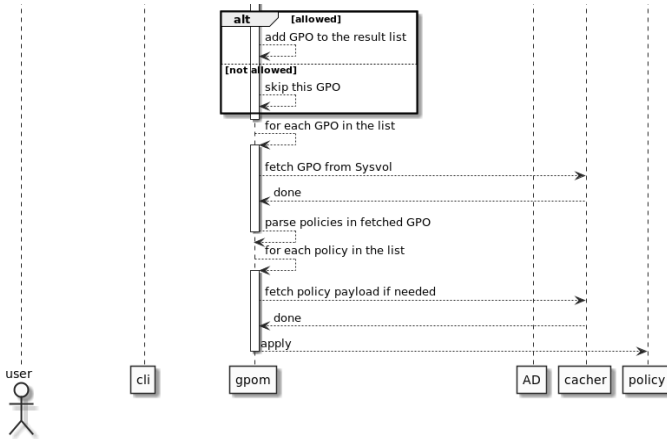 alt [allowed]
add GPO to the result list
[not allowed]
skip this GPO
for each GPO in the list
fetch GPO from Sysvol
done
parse policies in fetched GPO
for each policy in the list
fetch policy payload if needed
done
apply
user
cli gpom AD cacher policy